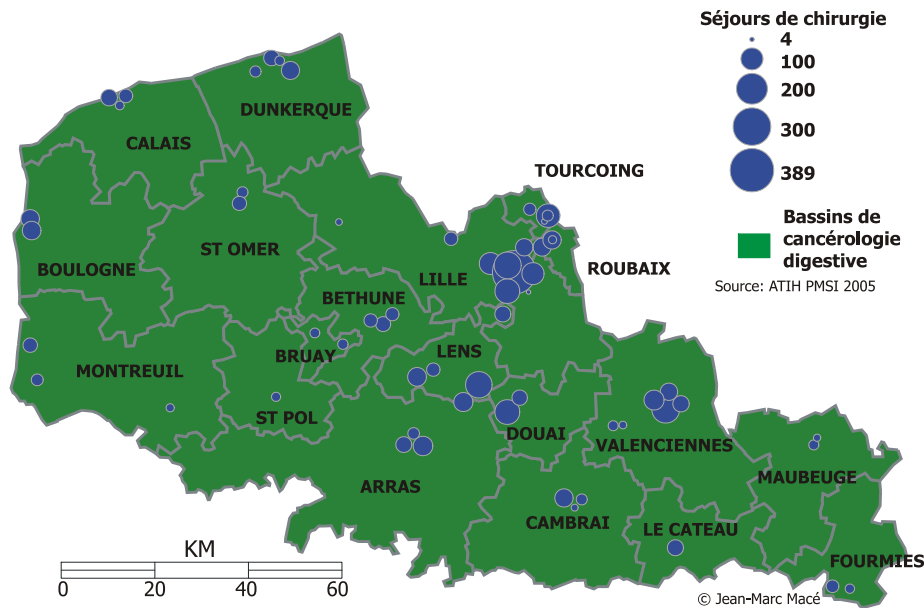 Séjours de chirurgie
4
100
200
300
389
Bassins de
cancérologie
digestive
Source: ATIH PMSI 2005
DUNKERQUE
CALAIS
TOURCOING
ST OMER
ROUBAIX
BOULOGNE
LILLE
BETHUNE
LENS
BRUAY
MONTREUIL
ST POL
DOUAI
VALENCIENNES
MAUBEUGE
ARRAS
CAMBRAI
LE CATEAU
FOURMIES
KM
0 20 40 60
© Jean-Marc Macé